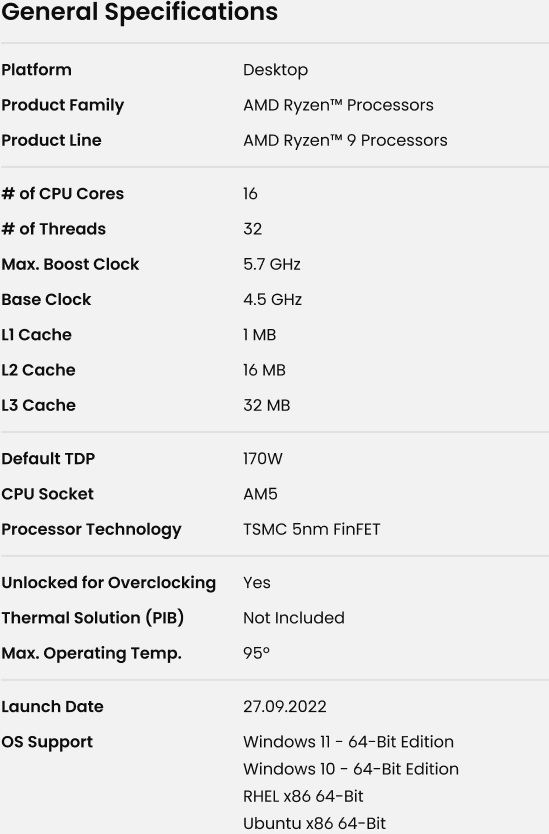 General Specifications
Platform Desktop
Product Family AMD Ryzen™ Processors
Product Line AMD Ryzen™ 9 Processors
# of CPU Cores 16
# of Threads 32
Max. Boost Clock 5.7 GHz
Base Clock 4.5 GHz
L1 Cache 1 MB
L2 Cache 16 MB
L3 Cache 32 MB
Default TDP 170W
CPU Socket AM5
Processor Technology TSMC 5nm FinFET
Unlocked for Overclocking Yes
Thermal Solution (PIB) Not Included
Max. Operating Temp. 95°
Launch Date 27.09.2022
OS Support Windows 11 - 64-Bit Edition
Windows 10 - 64-Bit Edition
RHEL x86 64-Bit
Ubuntu x86 64-Bit